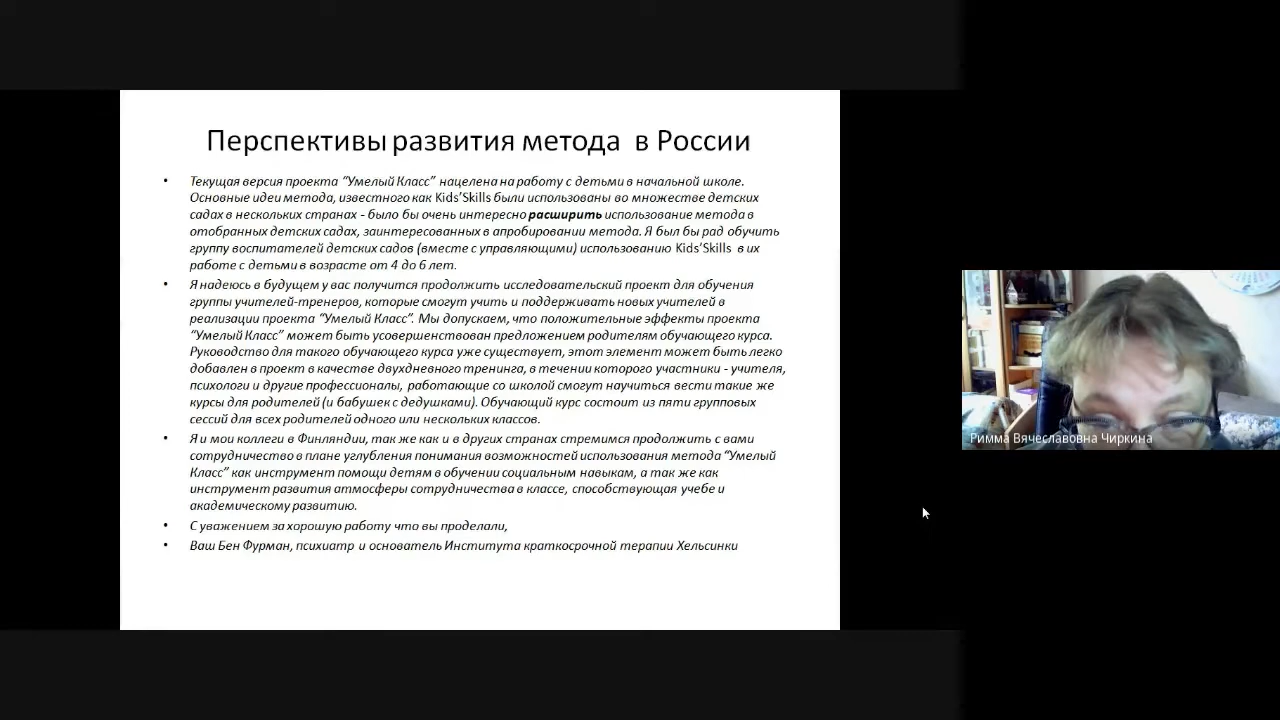 Перспективы развития метода в России
• Текущая версия проекта “Умелый Класс” нацелена на работу с детьми в начальной школе.
Основные идеи метода, известного как Kids’Skills были использованы во множестве детских
садах в нескольких странах - было бы очень интересно расширить использование метода в
отобранных детских садах, заинтересованных в апробировании метода. Я был бы рад обучить
группу воспитателей детских садов (вместе с управляющими) использованию Kids’Skills в их
работе с детьми в возрасте от 4 до 6 лет.
• Я надеюсь в будущем у вас получится продолжить исследовательский проект для обучения
группы учителей-тренеров, которые смогут учить и поддерживать новых учителей в
реализации проекта “Умелый Класс”. Мы допускаем, что положительные эффекты проекта
“Умелый Класс” может быть усовершенствован предложением родителям обучающего курса.
Руководство для такого обучающего курса уже существует, этот элемент может быть легко
добавлен в проект в качестве двухдневного тренинга, в течении которого участники - учителя,
психологи и другие профессионалы, работающие со школой смогут научиться вести такие же
курсы для родителей (и бабушек с дедушками). Обучающий курс состоит из пяти групповых
сессий для всех родителей одного или нескольких классов.
• Я и мои коллеги в Финляндии, так же как и в других странах стремимся продолжить с вами
сотрудничество в плане углубления понимания возможностей использования метода “Умелый
Класс” как инструмент помощи детям в обучении социальным навыкам, а так же как
инструмент развития атмосферы сотрудничества в классе, способствующая учебе и
академическому развитию.
• С уважением за хорошую работу что вы проделали,
• Ваш Бен Фурман, психиатр и основатель Института краткосрочной терапии Хельсинки
Римма Вячеславовна Чиркина